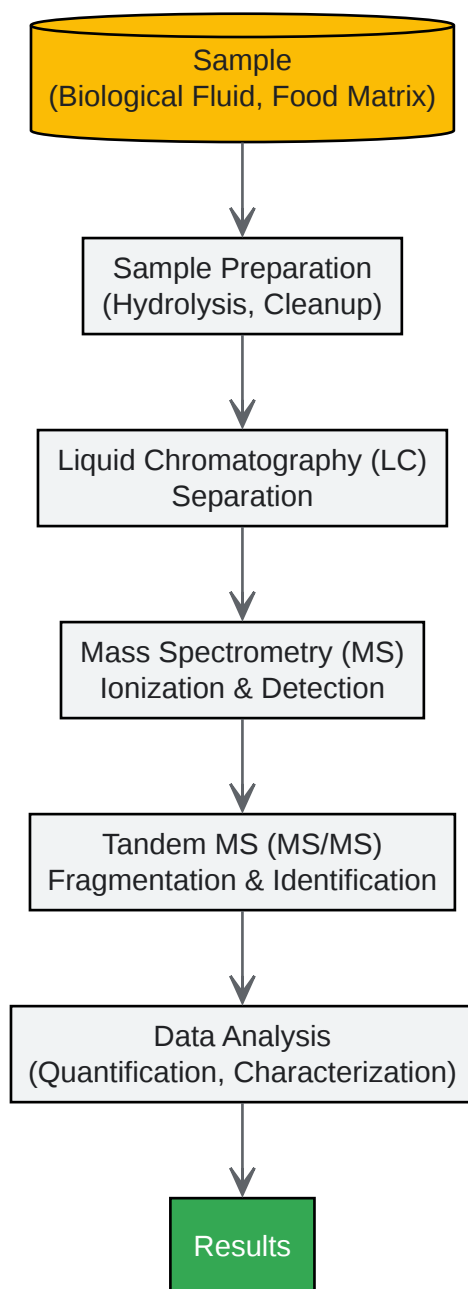 Sample
(Biological Fluid, Food Matrix)
Sample Preparation
(Hydrolysis, Cleanup)
Liquid Chromatography (LC)
Separation
Mass Spectrometry (MS)
Ionization & Detection
Tandem MS (MS/MS)
Fragmentation & Identification
Data Analysis
(Quantification, Characterization)
Results